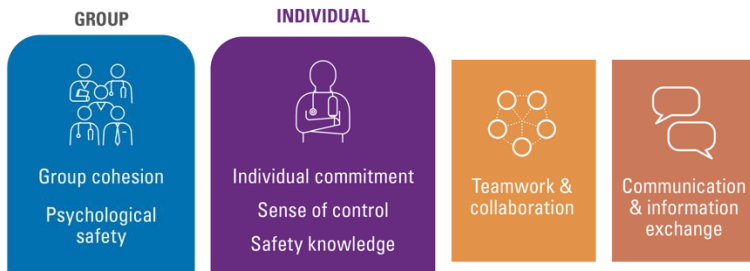 GROUP
Group cohesion
Psychological
safety
INDIVIDUAL
Individual commitment
Sense of control
Safety knowledge
Teamwork &
collaboration
Communication
& information
exchange